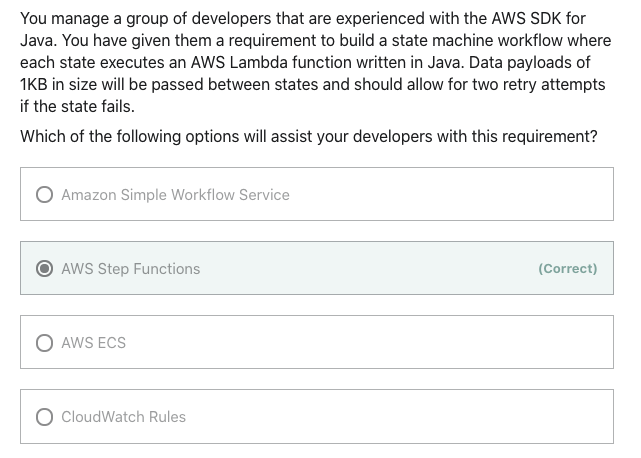 You manage a group of developers that are experienced with the AWS SDK for
Java. You have given them a requirement to build a state machine workflow where
each state executes an AWS Lambda function written in Java. Data payloads of
1KB in size will be passed between states and should allow for two retry attempts
if the state fails.
Which of the following options will assist your developers with this requirement?
Amazon Simple Workflow Service
AWS Step Functions (Correct)
AWS ECS
CloudWatch Rules